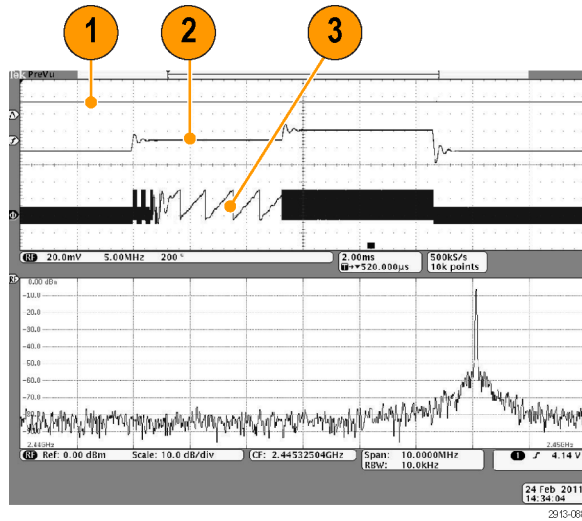 1 2 3
PreVu
A
f
Φ
RF 20.0mV 5.00MHz 200 °
2.00ms
T→▼520.000µs
500kS/s
10k points
RF
0.00 dBm
-10.0
-20.0
-30.0
-40.0
-50.0
-60.0
-70.0
2.44GHz 2.45GHz
RF Ref: 0.00 dBm Scale: 10.0 dB/div CF: 2.44532504GHz
Span: 10.0000MHz
RBW: 10.0kHz
1 4.14 V
24 Feb 2011
14:34:04